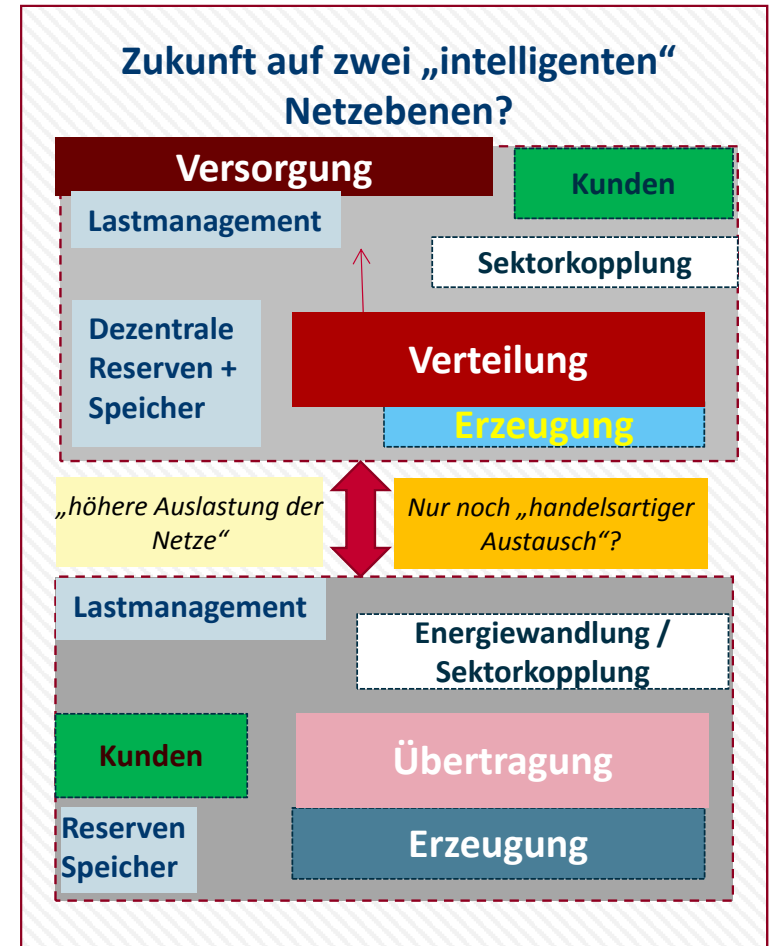 Zukunft auf zwei „intelligenten“
Netzebenen?
Versorgung
Kunden
Lastmanagement
Sektorkopplung
Dezentrale
Reserven +
Speicher
Verteilung
Erzeugung
„höhere Auslastung der
Netze“
Nur noch „handelsartiger
Austausch“?
Lastmanagement
Energiewandlung /
Sektorkopplung
Kunden
Übertragung
Reserven
Speicher
Erzeugung